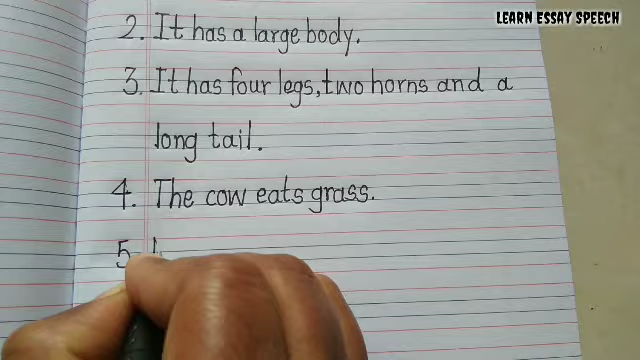 LEARN ESSAY SPEECH
2. It has a large body.
3. It has four legs, two horns and a
long tail.
4. The cow eats grass.
5.